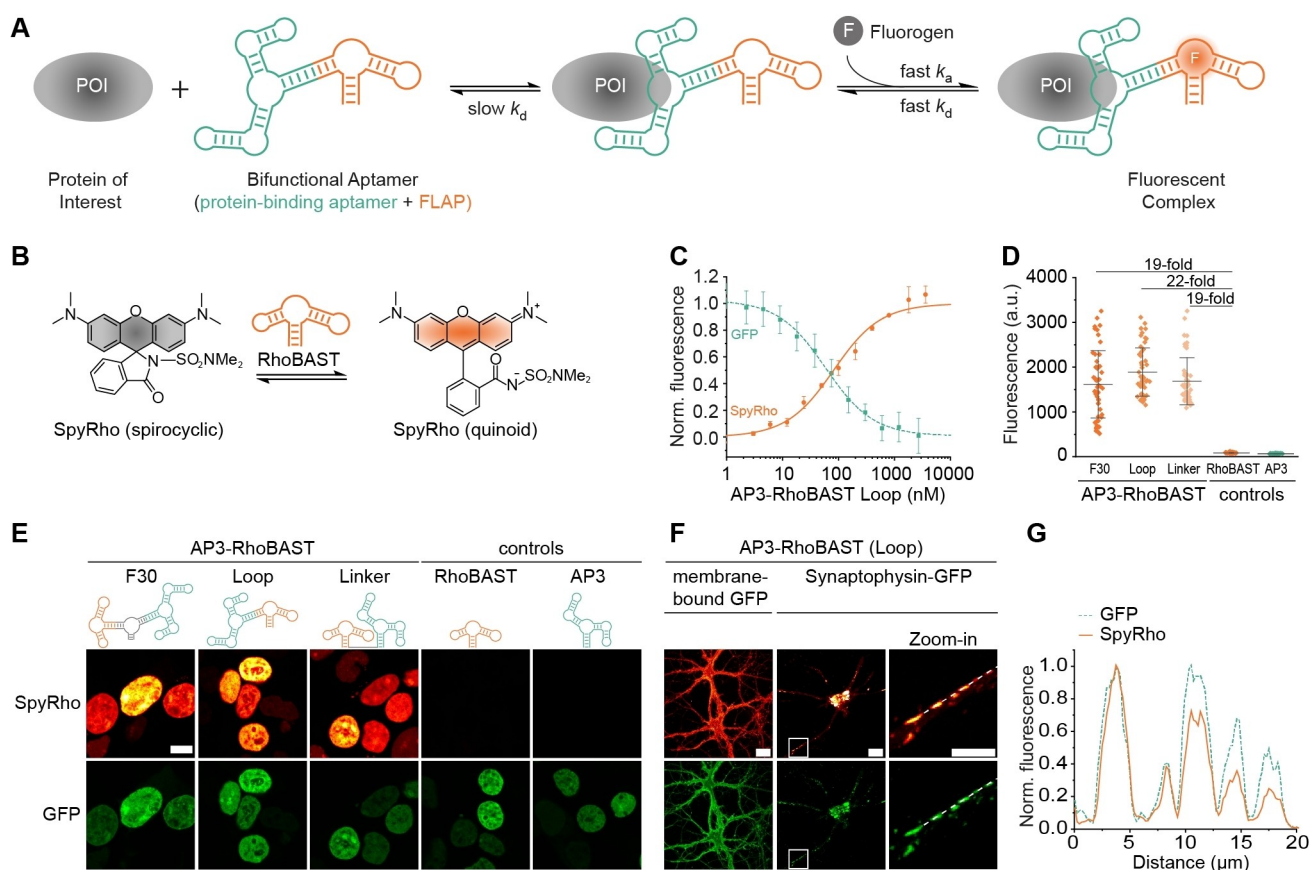 A
POI
+
POI
F Fluorogen
fast ka
fast kd
slow kd
POI
F
Protein of
Interest
Bifunctional Aptamer
(protein-binding aptamer + FLAP)
Fluorescent
Complex
B
N
O
N
N
SO₂NMe₂
O
SpyRho (spirocyclic)
RhoBAST
N
O
N
+
O
N
−
SO₂NMe₂
SpyRho (quinoid)
C
Norm. fluorescence
1.2
1.0
0.8
0.6
0.4
0.2
0.0
GFP
SpyRho
1
10
100
1000
10000
AP3-RhoBAST Loop (nM)
D
Fluorescence (a.u.)
4000
3000
2000
1000
0
19-fold
22-fold
19-fold
F30
Loop
Linker
RhoBAST
AP3
AP3-RhoBAST
controls
E
AP3-RhoBAST
controls
F30
Loop
Linker
RhoBAST
AP3
SpyRho
GFP
F
AP3-RhoBAST (Loop)
membrane-
bound GFP
Synaptophysin-GFP
Zoom-in
G
GFP
SpyRho
Norm. fluorescence
1.0
0.8
0.6
0.4
0.2
0.0
0
5
10
15
20
Distance (μm)